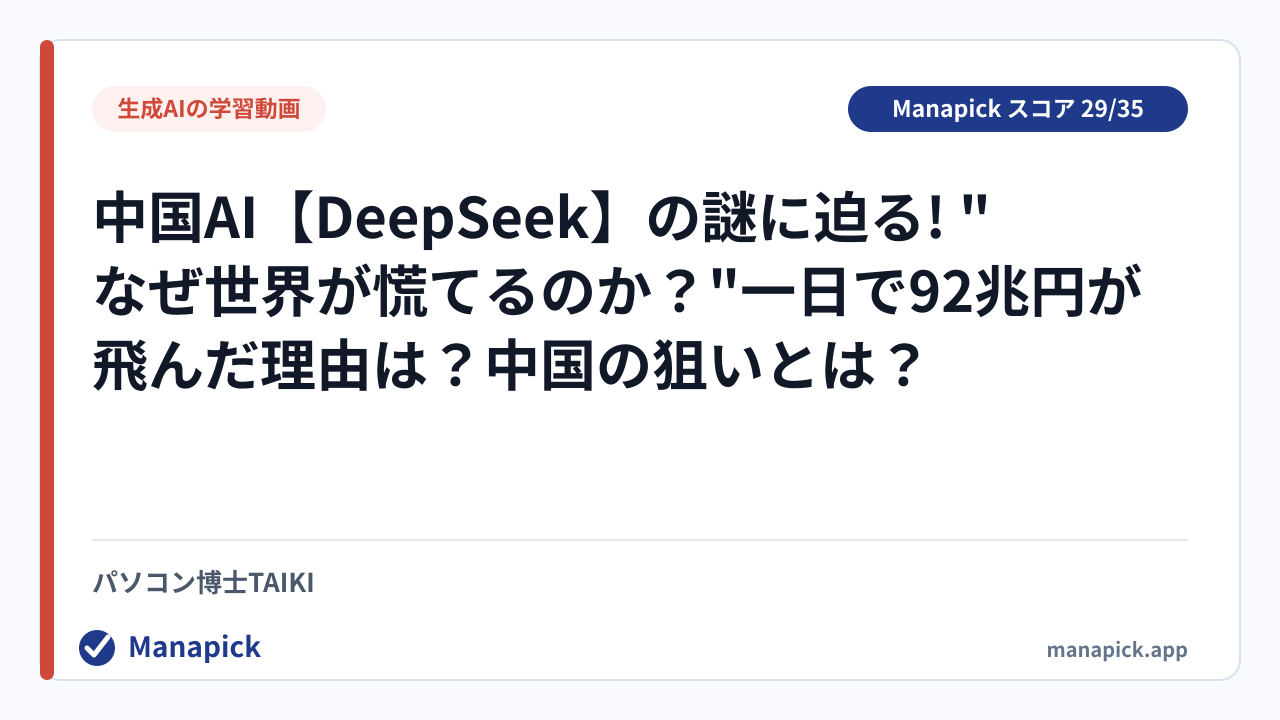 生成AIの学習動画
Manapick スコア 29/35
中国AI【DeepSeek】の謎に迫る! "
なぜ世界が慌てるのか？"一日で92兆円が
飛んだ理由は？中国の狙いとは？
パソコン博士TAIKI
Manapick
manapick.app